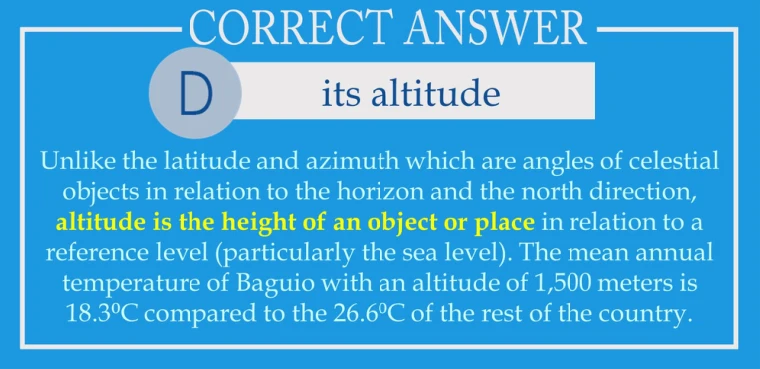 CORRECT ANSWER
D
its altitude
Unlike the latitude and azimuth which are angles of celestial
objects in relation to the horizon and the north direction,
altitude is the height of an object or place in relation to a
reference level (particularly the sea level). The mean annual
temperature of Baguio with an altitude of 1,500 meters is
18.3⁰C compared to the 26.6⁰C of the rest of the country.